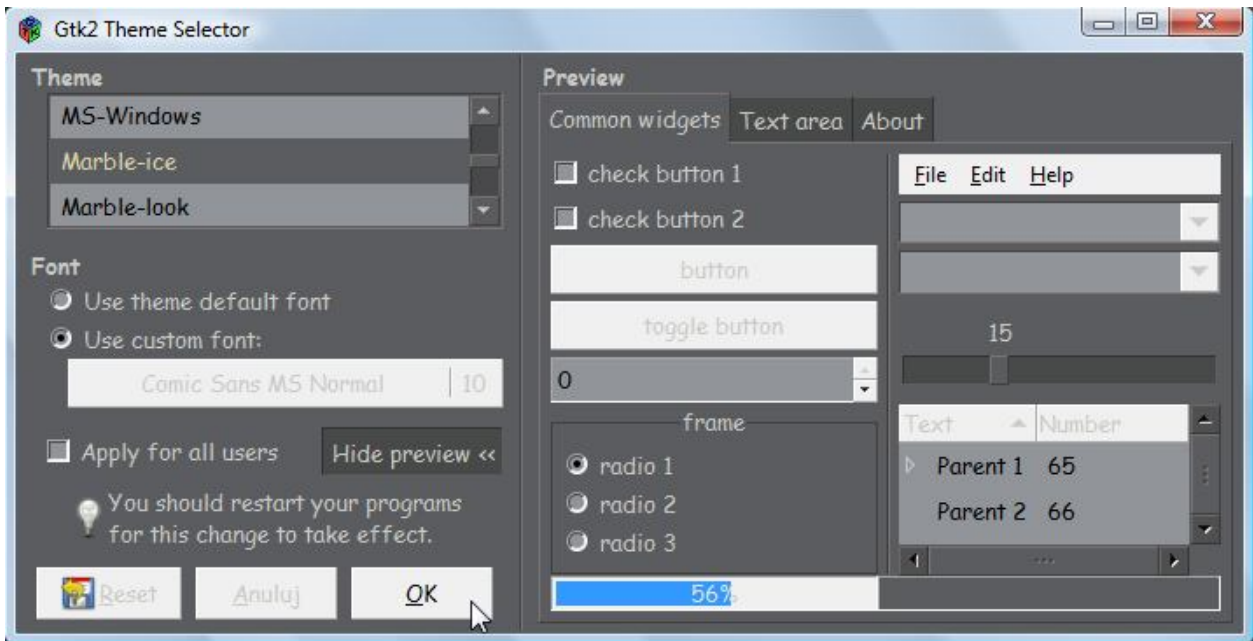 Gtk2 Theme Selector
Theme
MS-Windows
Marble-ice
Marble-look
Font
Use theme default font
Use custom font:
Comic Sans MS Normal 10
Apply for all users
Hide preview <<
You should restart your programs
for this change to take effect.
Reset
Anuluj
OK
Preview
Common widgets
Text area
About
check button 1
check button 2
button
toggle button
0
frame
radio 1
radio 2
radio 3
File Edit Help
15
Text Number
Parent 1 65
Parent 2 66
56%